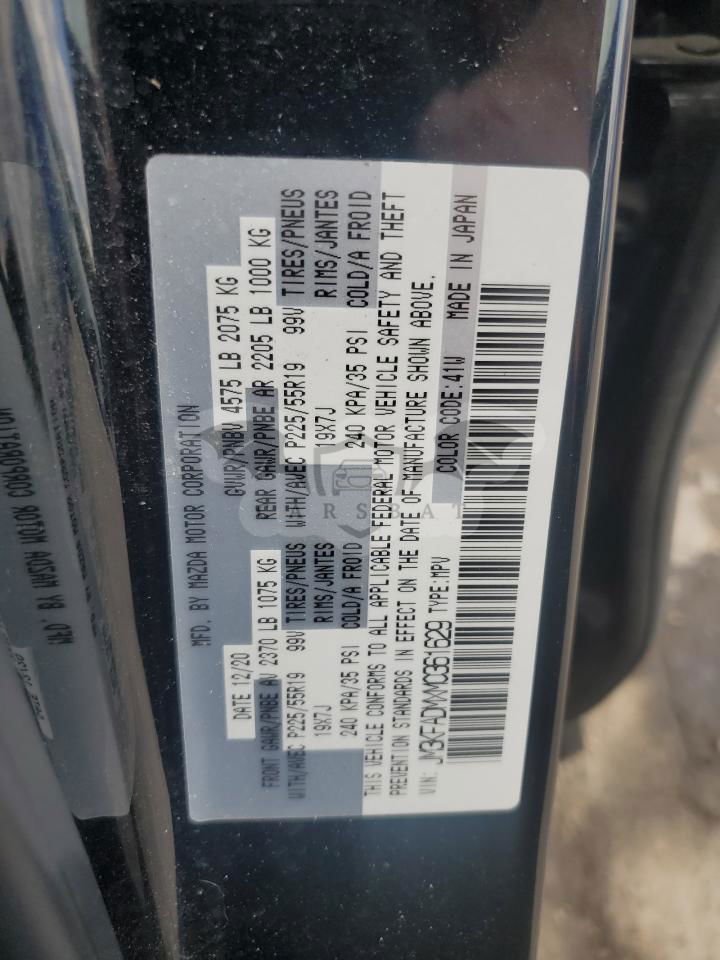 MFD. BY MAZDA MOTOR CORPORATION
DATE 12/20 GVWR/PNBV 4575 LB 2075 KG
FRONT GAWR/PNBE AV 2370 LB 1075 KG REAR GAWR/PNBE AR 2205 LB 1000 KG
WITH/AVEC P225/55R19 99V TIRES/PNEUS WITH/AVEC P225/55R19 99V TIRES/PNEUS
19X7J RIMS/JANTES 19X7J RIMS/JANTES
240 KPA/35 PSI COLD/A FROID 240 KPA/35 PSI COLD/A FROID
THIS VEHICLE CONFORMS TO ALL APPLICABLE FEDERAL MOTOR VEHICLE SAFETY AND THEFT
PREVENTION STANDARDS IN EFFECT ON THE DATE OF MANUFACTURE SHOWN ABOVE.
VIN: JM3KFADMXM0361629 TYPE:MPV COLOR CODE:41W MADE IN JAPAN
CARSBAT